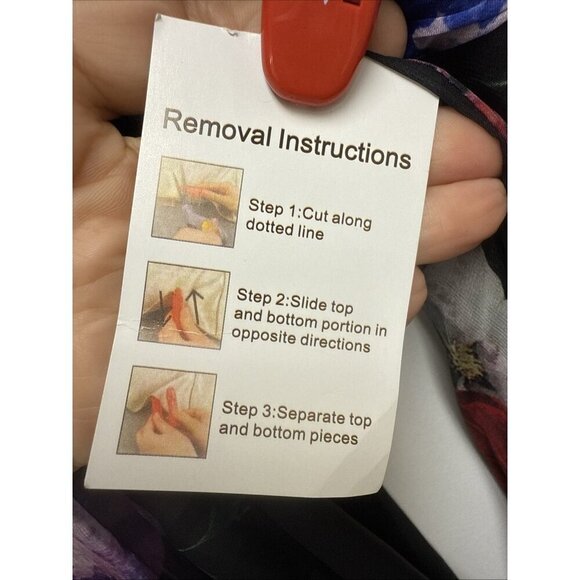 Removal Instructions
Step 1:Cut along
dotted line
Step 2:Slide top
and bottom portion in
opposite directions
Step 3:Separate top
and bottom pieces